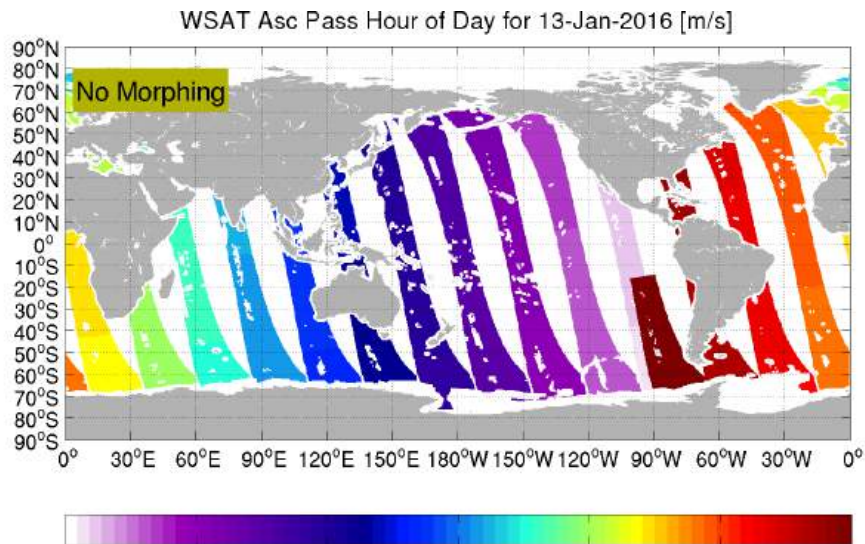 WSAT Asc Pass Hour of Day for 13-Jan-2016 [m/s]
90°N
80°N
70°N
60°N
50°N
40°N
30°N
20°N
10°N
0°
10°S
20°S
30°S
40°S
50°S
60°S
70°S
80°S
90°S
No Morphing
0° 30°E 60°E 90°E 120°E 150°E 180°W 150°W 120°W 90°W 60°W 30°W 0°